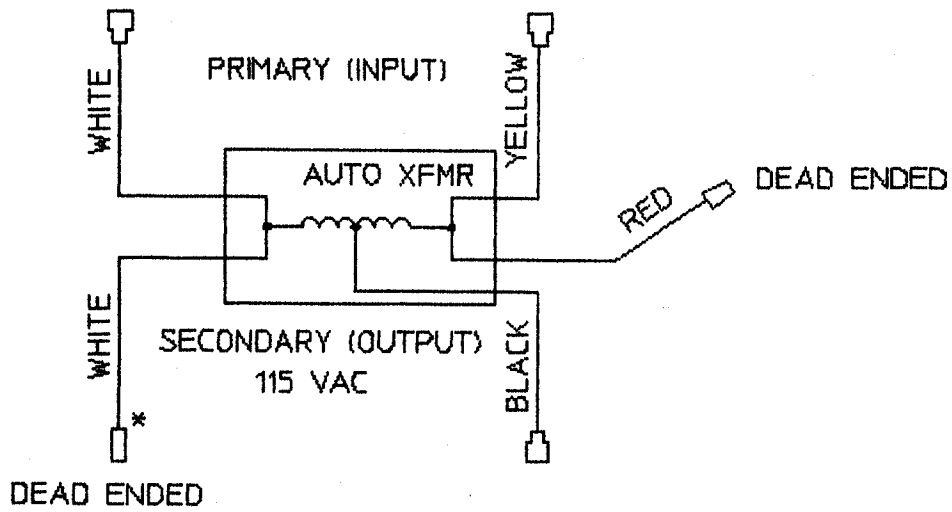 PRIMARY (INPUT)
WHITE
YELLOW
AUTO XFMR
RED
DEAD ENDED
WHITE
SECONDARY (OUTPUT)
115 VAC
BLACK
*
DEAD ENDED